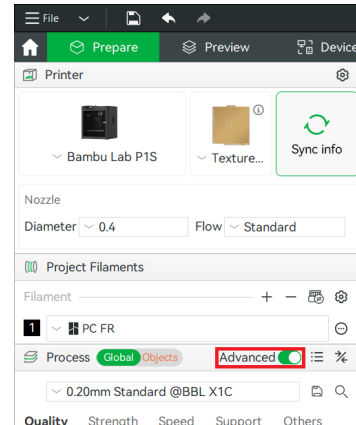 File
Prepare Preview Device
Printer
Bambu Lab P1S Texture... Sync info
Nozzle
Diameter 0.4 Flow Standard
Project Filaments
Filament
1 PC FR
Process Global Objects Advanced
0.20mm Standard @BBL X1C
Quality Strength Speed Support Others